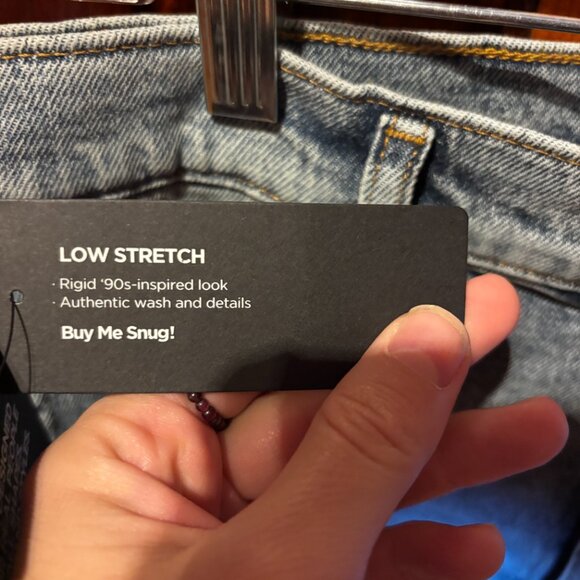 LOW STRETCH
· Rigid ‘90s-inspired look
· Authentic wash and details
Buy Me Snug!